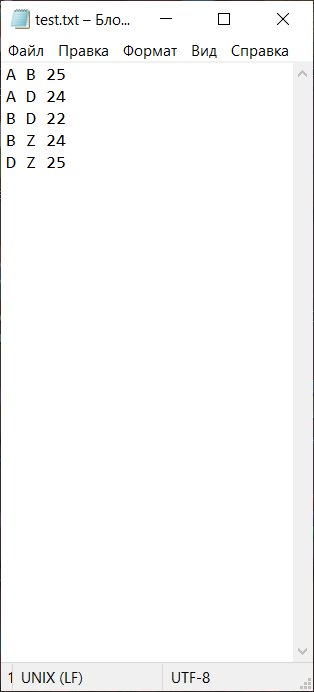 test.txt – Бло...
Файл Правка Формат Вид Справка
A B 25
A D 24
B D 22
B Z 24
D Z 25
1 UNIX (LF) UTF-8